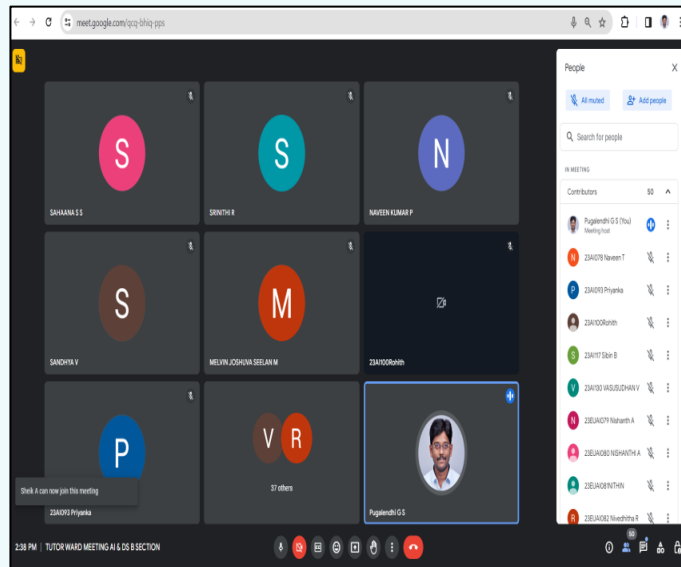 meet.google.com/qcq-bhiq-pps
S
SAHAANA S S
S
SRINITHI R
N
NAVEEN KUMAR P
S
SANDHYA V
M
MELVIN JOSHUVA SEELAN M
23AI100Rohith
P
23AI093 Priyanka
V R
37 others
Pugalendhi G S
Sheik A can now join this meeting
2:38 PM | TUTOR WARD MEETING AI & DS B SECTION
People
All muted
Add people
Search for people
IN MEETING
Contributors 50
Pugalendhi G S (You)
Meeting host
N 23AI078 Naveen T
P 23AI093 Priyanka
23AI100Rohith
S 23AI117 Sibin B
V 23AI130 VASUSUDHAN V
N 23EUAI079 Nishanth A
23EUAI080 NISHANTHI A
23EUAI081NITHIN
R 23EUAI082 Nivedhitha R
50